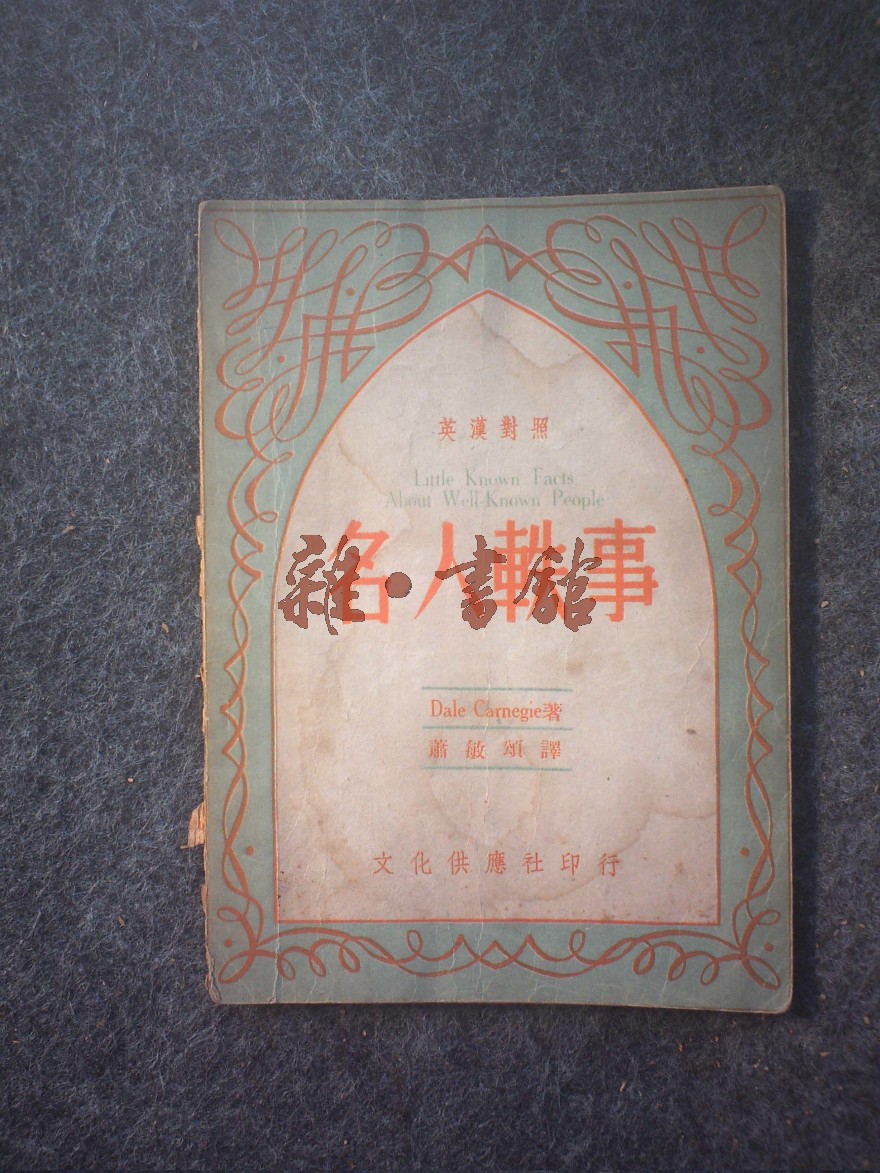 英漢對照
Little Known Facts
About Well-Known People
名人軼事
雜·書館
Dale Carnegie著
蕭敏頌譯
文化供應社印行